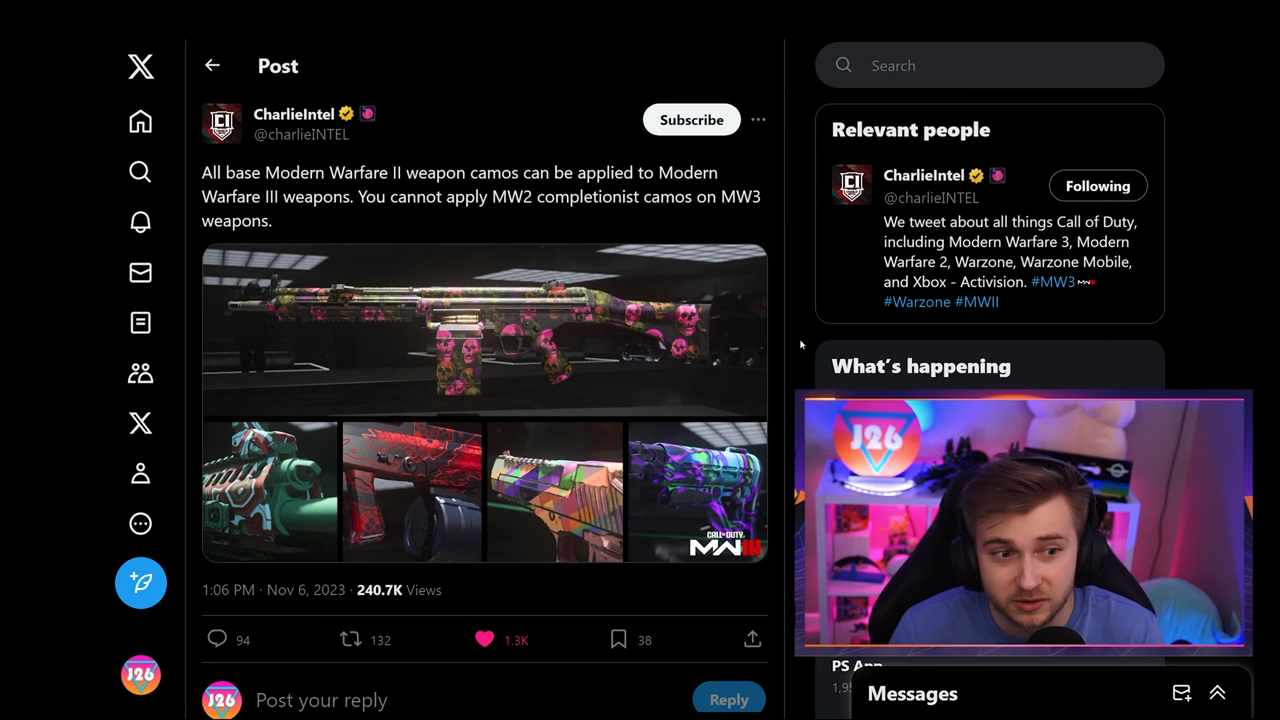 Post
CharlieIntel
@charlieINTEL
Subscribe
All base Modern Warfare II weapon camos can be applied to Modern
Warfare III weapons. You cannot apply MW2 completionist camos on MW3
weapons.
CALL OF DUTY
MWIII
1:06 PM · Nov 6, 2023 · 240.7K Views
94
132
1.3K
38
J26
Post your reply
Reply
Search
Relevant people
CharlieIntel
@charlieINTEL
Following
We tweet about all things Call of Duty,
including Modern Warfare 3, Modern
Warfare 2, Warzone, Warzone Mobile,
and Xbox - Activision. #MW3
#Warzone #MWII
What's happening
J26
PS App
Messages
J26